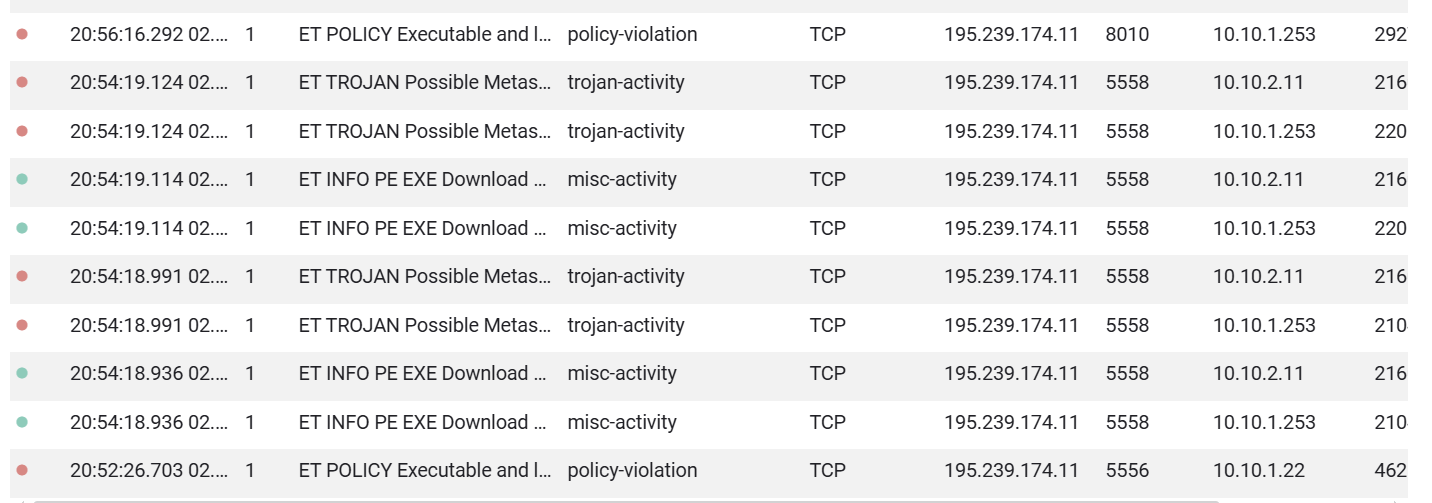 20:56:16.292 02.... 1 ET POLICY Executable and l... policy-violation TCP 195.239.174.11 8010 10.10.1.253 292
20:54:19.124 02.... 1 ET TROJAN Possible Metas... trojan-activity TCP 195.239.174.11 5558 10.10.2.11 216
20:54:19.124 02.... 1 ET TROJAN Possible Metas... trojan-activity TCP 195.239.174.11 5558 10.10.1.253 220
20:54:19.114 02.... 1 ET INFO PE EXE Download ... misc-activity TCP 195.239.174.11 5558 10.10.2.11 216
20:54:19.114 02.... 1 ET INFO PE EXE Download ... misc-activity TCP 195.239.174.11 5558 10.10.1.253 220
20:54:18.991 02.... 1 ET TROJAN Possible Metas... trojan-activity TCP 195.239.174.11 5558 10.10.2.11 216
20:54:18.991 02.... 1 ET TROJAN Possible Metas... trojan-activity TCP 195.239.174.11 5558 10.10.1.253 210
20:54:18.936 02.... 1 ET INFO PE EXE Download ... misc-activity TCP 195.239.174.11 5558 10.10.2.11 216
20:54:18.936 02.... 1 ET INFO PE EXE Download ... misc-activity TCP 195.239.174.11 5558 10.10.1.253 210
20:52:26.703 02.... 1 ET POLICY Executable and l... policy-violation TCP 195.239.174.11 5556 10.10.1.22 462